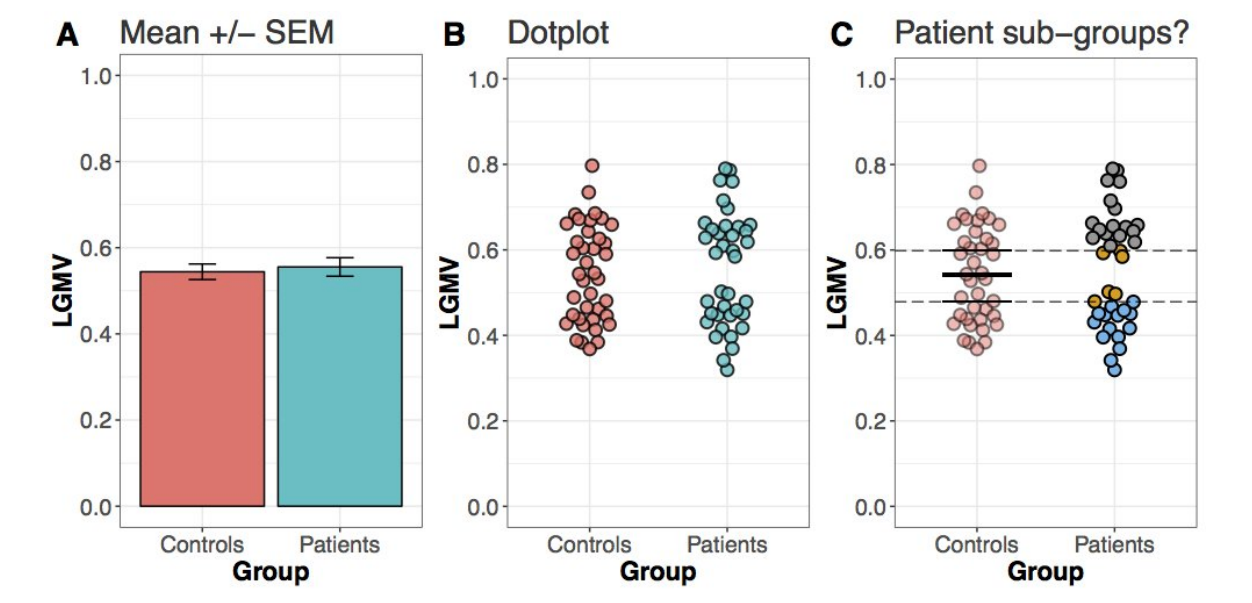 A Mean +/− SEM
LGMV
1.0
0.8
0.6
0.4
0.2
0.0
Controls Patients
Group
B Dotplot
LGMV
1.0
0.8
0.6
0.4
0.2
0.0
Controls Patients
Group
C Patient sub−groups?
LGMV
1.0
0.8
0.6
0.4
0.2
0.0
Controls Patients
Group